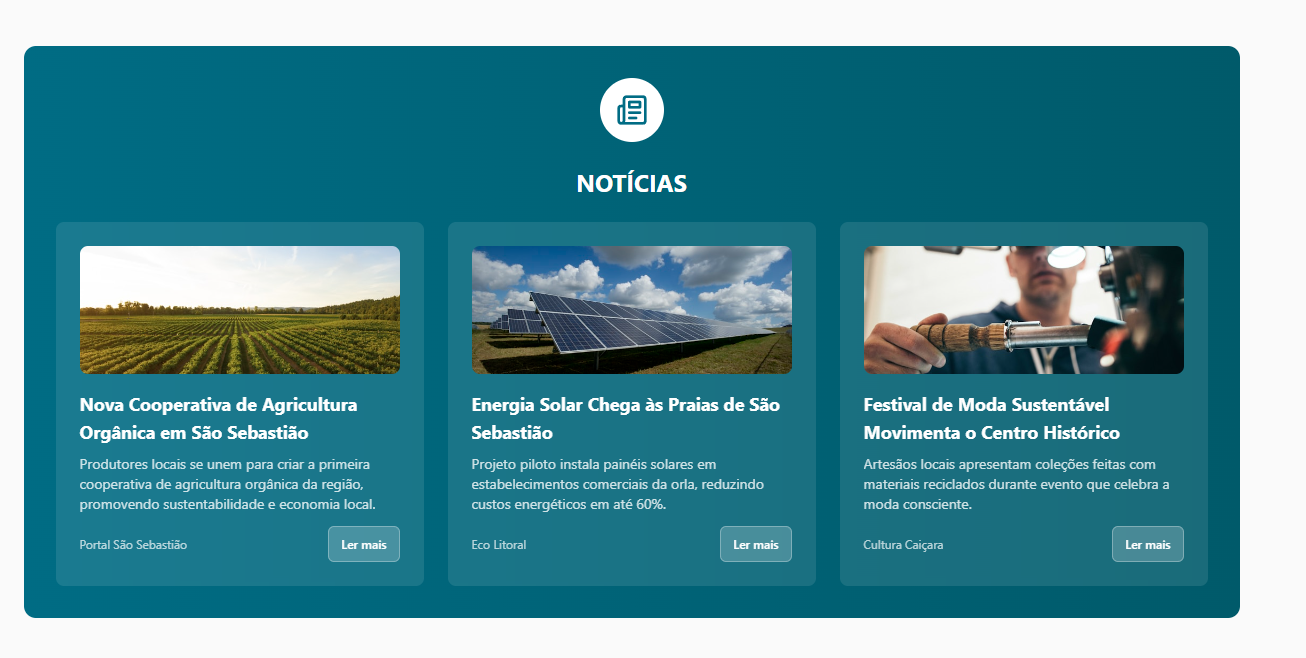 NOTÍCIAS
Nova Cooperativa de Agricultura
Orgânica em São Sebastião
Produtores locais se unem para criar a primeira
cooperativa de agricultura orgânica da região,
promovendo sustentabilidade e economia local.
Portal São Sebastião
Ler mais
Energia Solar Chega às Praias de São
Sebastião
Projeto piloto instala painéis solares em
estabelecimentos comerciais da orla, reduzindo
custos energéticos em até 60%.
Eco Litoral
Ler mais
Festival de Moda Sustentável
Movimenta o Centro Histórico
Artesãos locais apresentam coleções feitas com
materiais reciclados durante evento que celebra a
moda consciente.
Cultura Caiçara
Ler mais